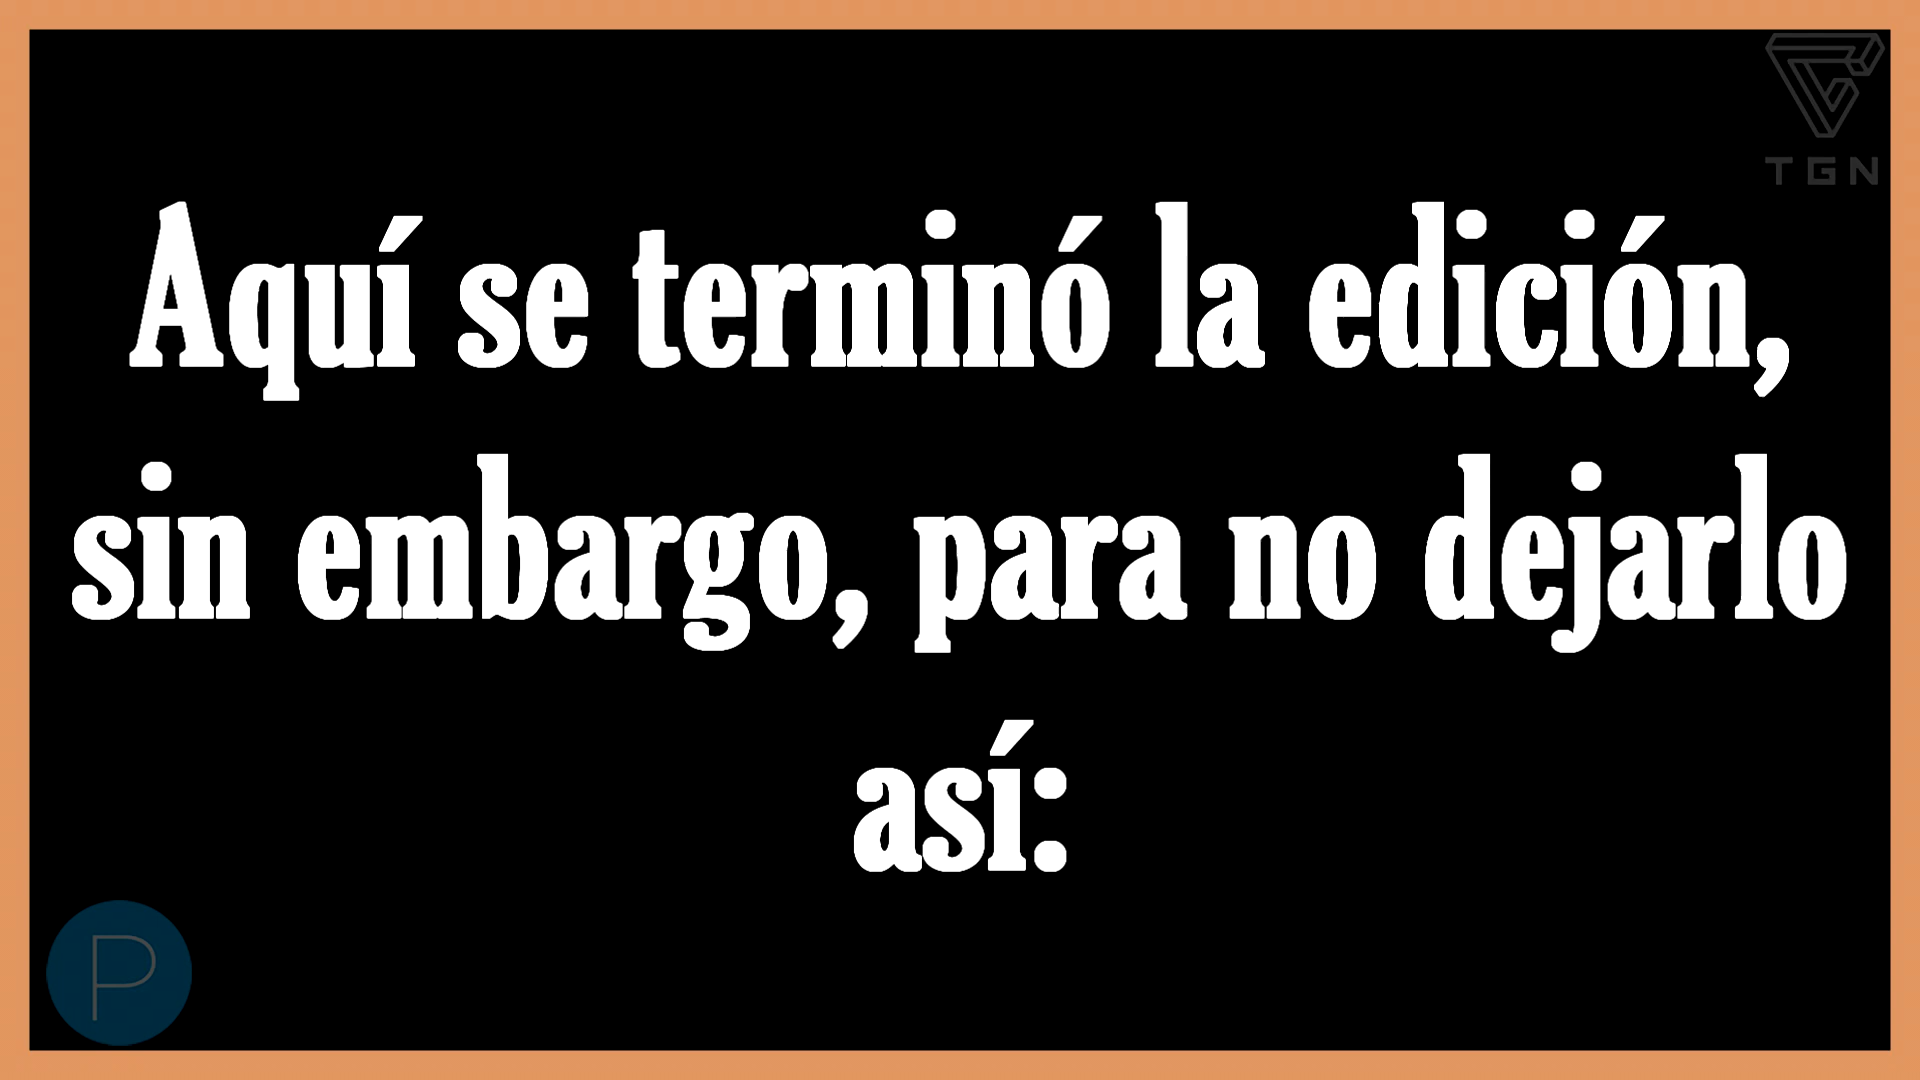 TGN
Aquí se terminó la edición,
sin embargo, para no dejarlo
así:
P